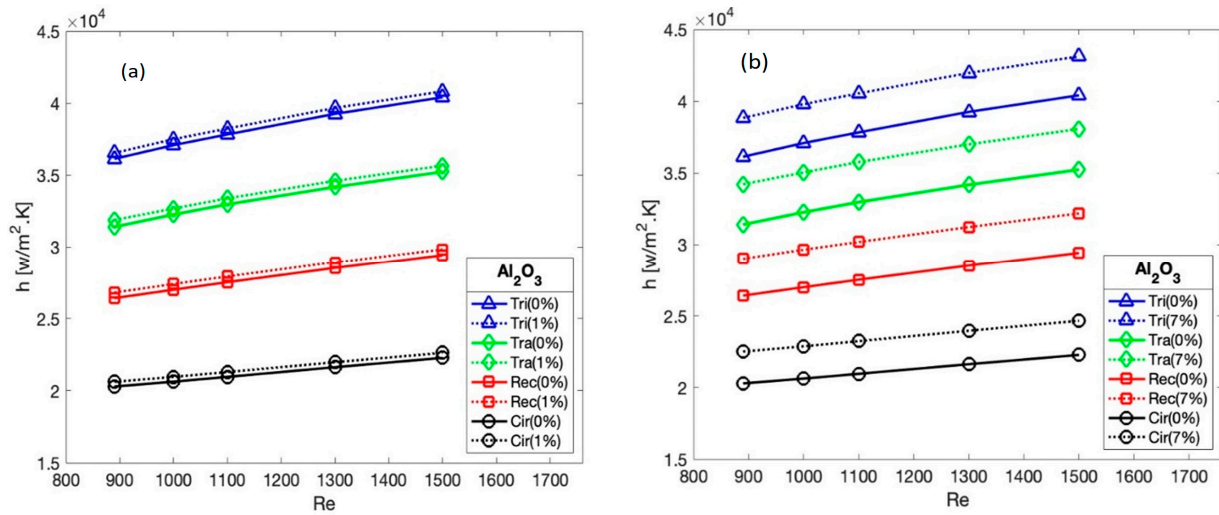 ×10⁴
4.5
4
3.5
3
2.5
2
1.5
h [w/m².K]
(a)
Al₂O₃
Tri(0%)
Tri(1%)
Tra(0%)
Tra(1%)
Rec(0%)
Rec(1%)
Cir(0%)
Cir(1%)
800 900 1000 1100 1200 1300 1400 1500 1600 1700
Re
×10⁴
4.5
4
3.5
3
2.5
2
1.5
h [w/m².K]
(b)
Al₂O₃
Tri(0%)
Tri(7%)
Tra(0%)
Tra(7%)
Rec(0%)
Rec(7%)
Cir(0%)
Cir(7%)
800 900 1000 1100 1200 1300 1400 1500 1600 1700
Re